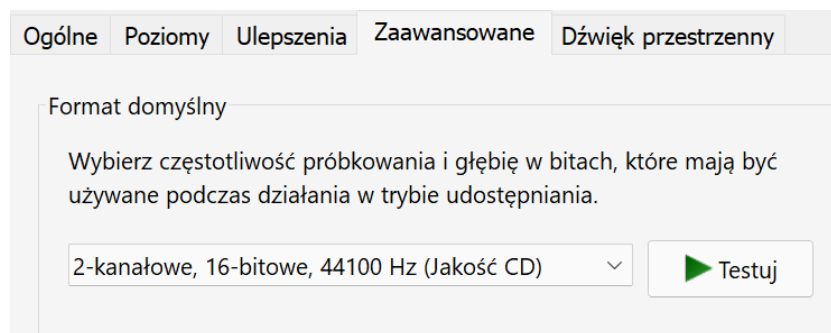 Ogólne Poziomy Ulepszenia Zaawansowane Dźwięk przestrzenny
Format domyślny
Wybierz częstotliwość próbkowania i głębię w bitach, które mają być
używane podczas działania w trybie udostępniania.
2-kanałowe, 16-bitowe, 44100 Hz (Jakość CD) Testuj